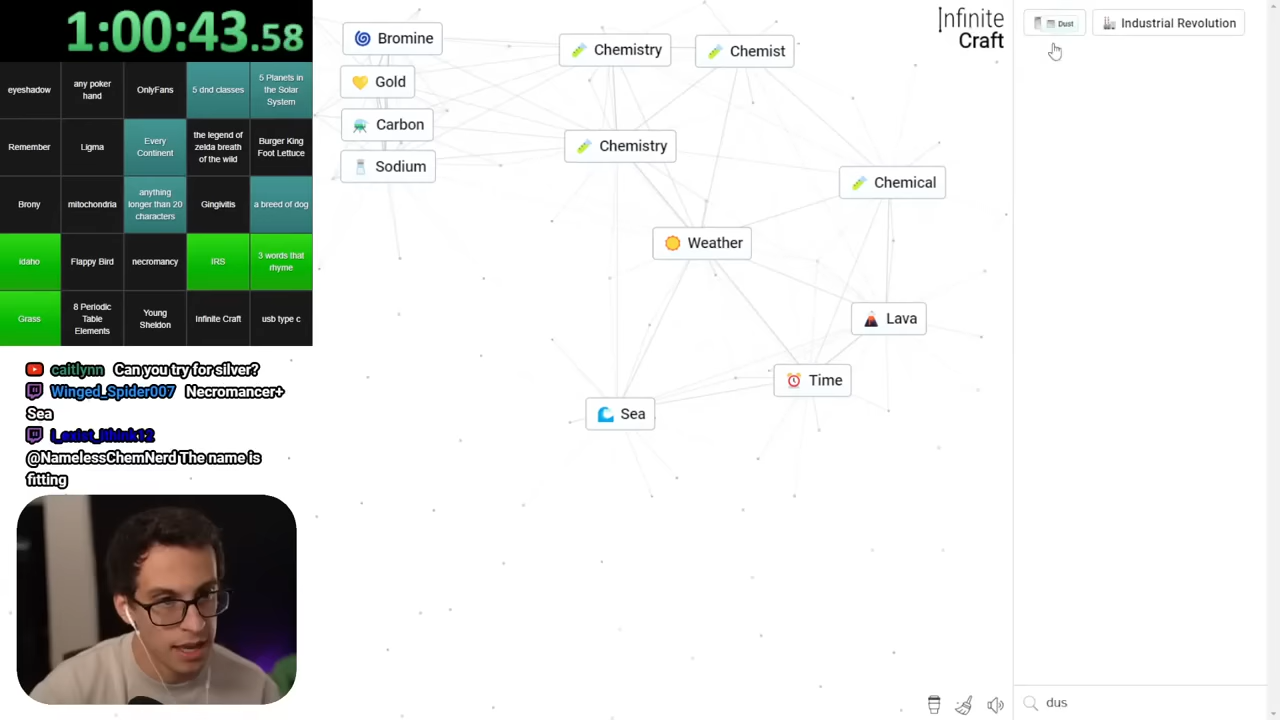 1:00:43.58
eyeshadow
any poker
hand
OnlyFans
5 dnd classes
5 Planets in
the Solar
System
Remember
Ligma
Every
Continent
the legend of
zelda breath
of the wild
Burger King
Foot Lettuce
Brony
mitochondria
anything
longer than 20
characters
Gingivitis
a breed of dog
idaho
Flappy Bird
necromancy
IRS
3 words that
rhyme
Grass
8 Periodic
Table
Elements
Young
Sheldon
Infinite Craft
usb type c
caitlynn Can you try for silver?
Winged_Spider007 Necromancer+
Sea
i_exist_ithink12
@NamelessChemNerd The name is
fitting
Bromine
Gold
Carbon
Sodium
Chemistry
Chemist
Chemistry
Chemical
Weather
Lava
Time
Sea
Infinite
Craft
Dust
Industrial Revolution
dus